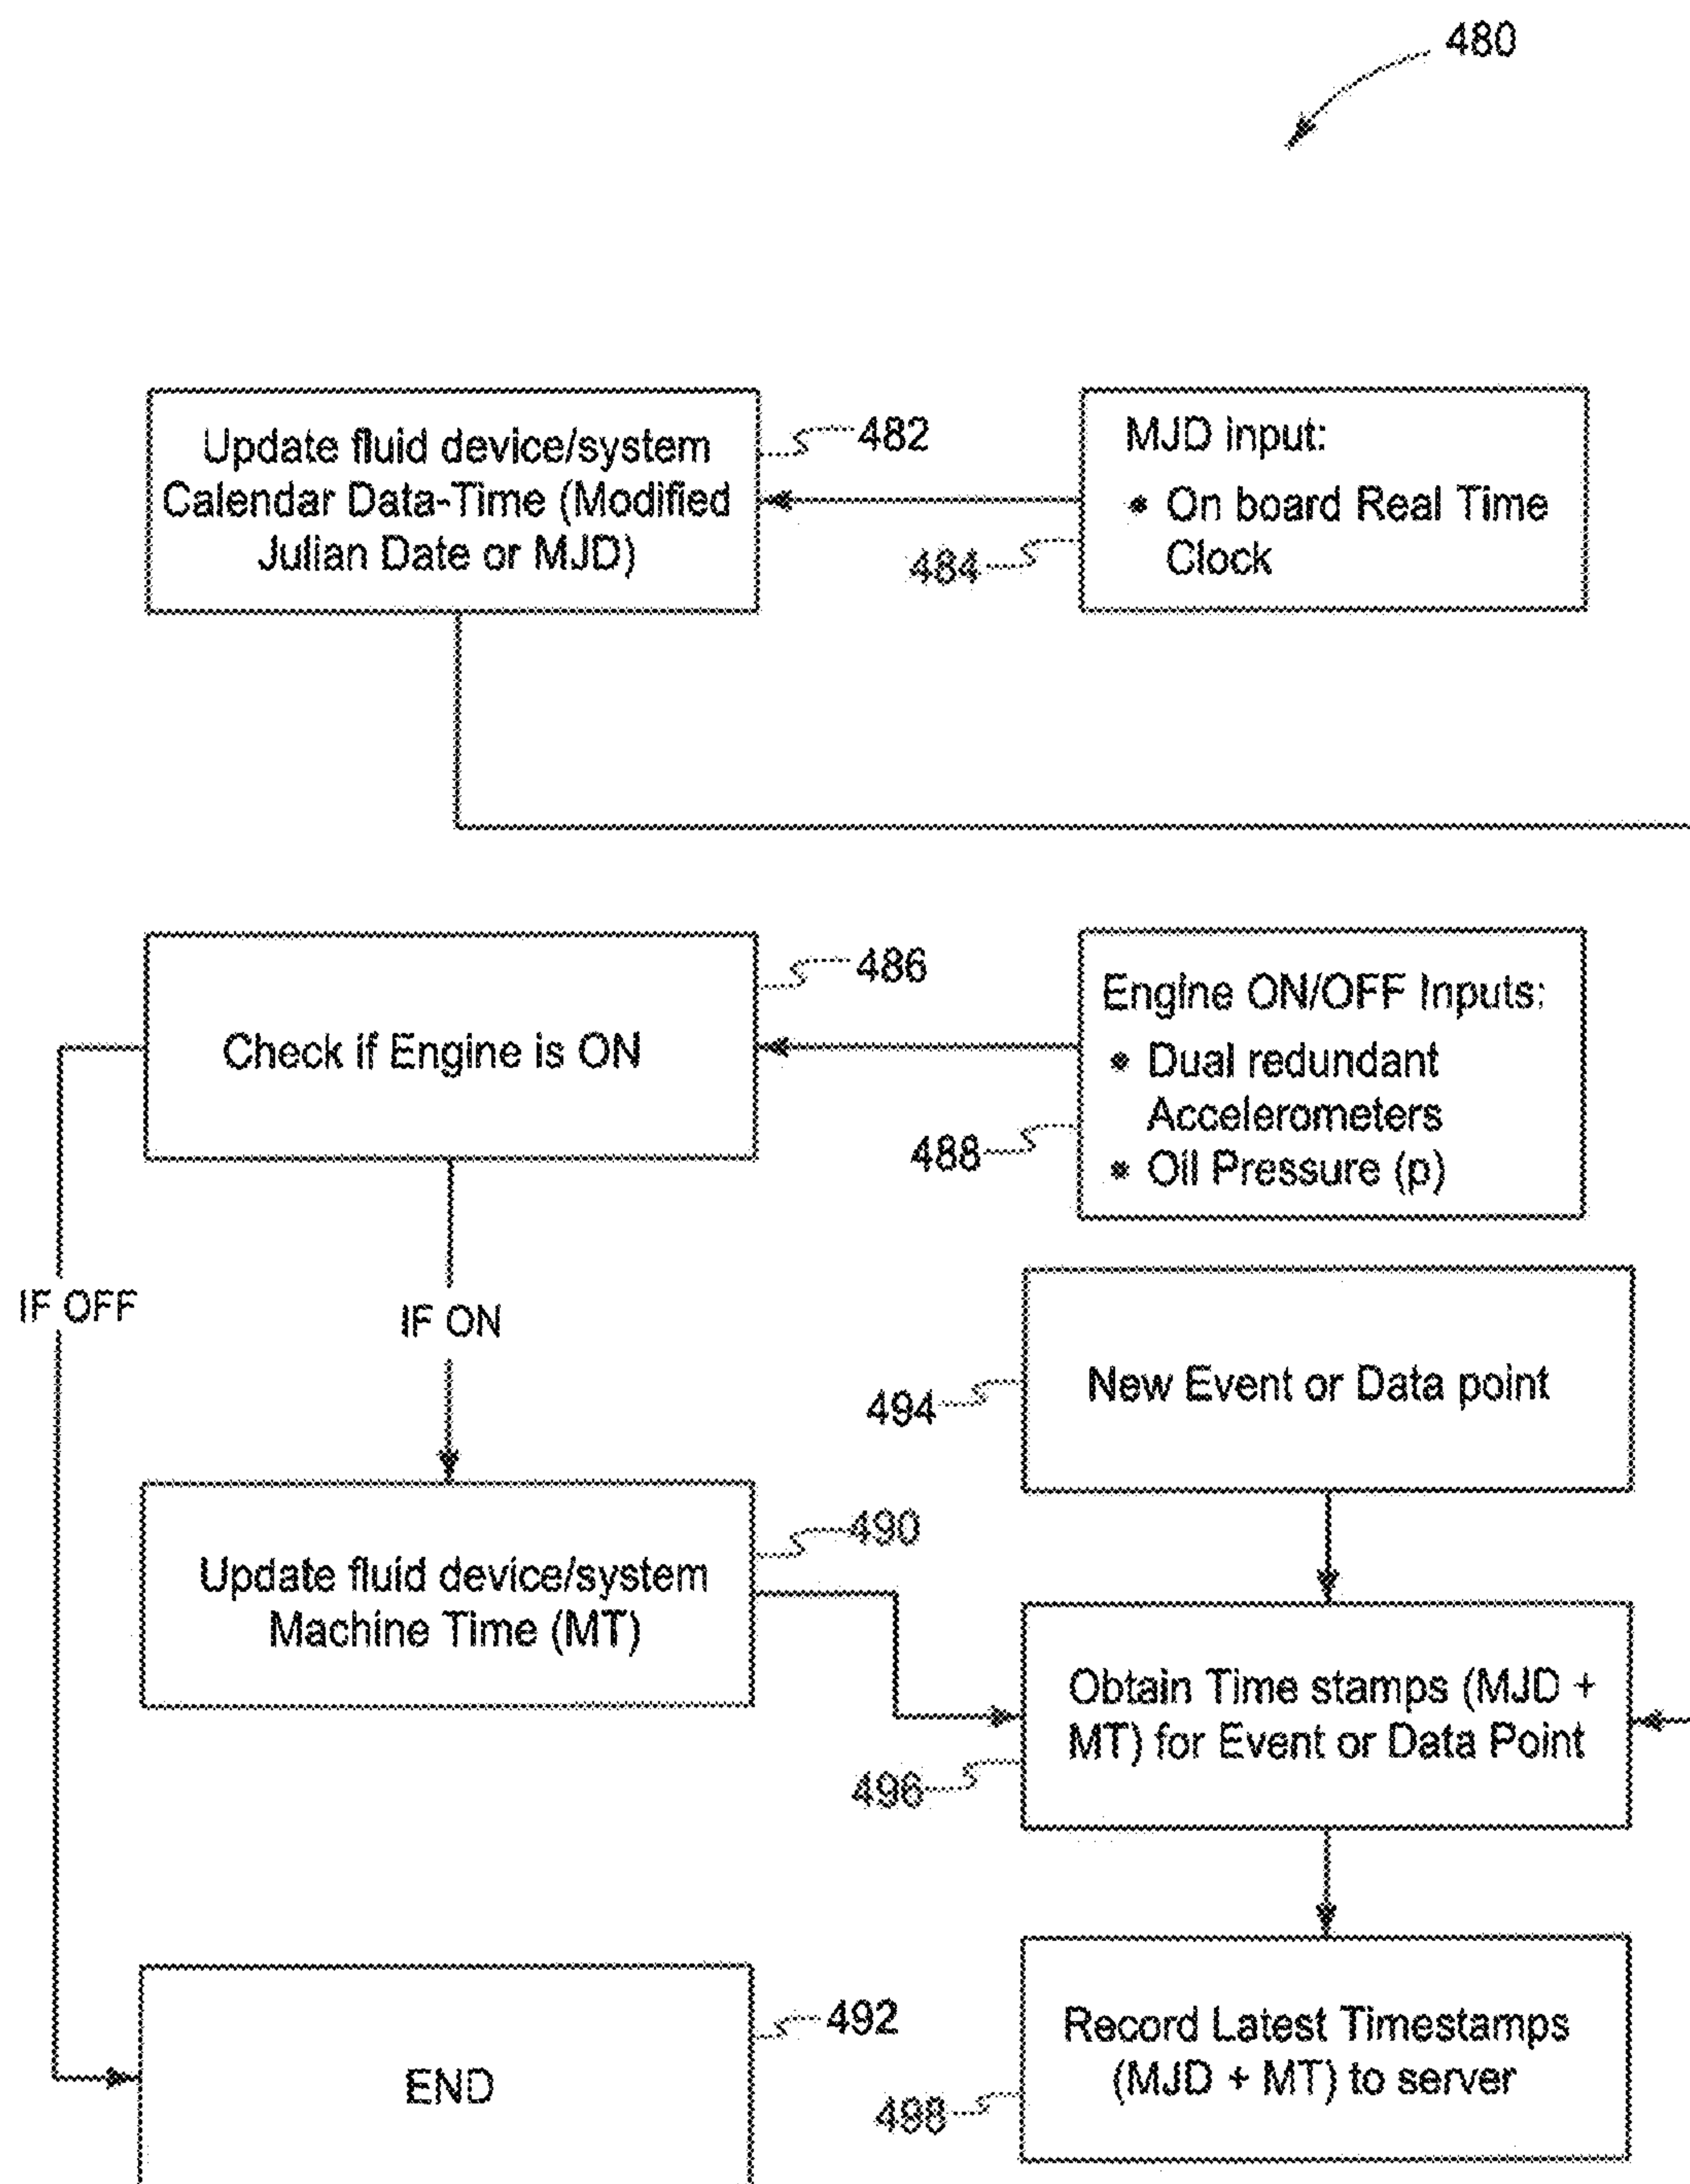 480
Update fluid device/system
Calendar Data-Time (Modified
Julian Date or MJD)
482
MJD input:
• On board Real Time
Clock
484
Check if Engine is ON
486
Engine ON/OFF Inputs:
• Dual redundant
Accelerometers
• Oil Pressure (p)
488
IF OFF
IF ON
New Event or Data point
494
Update fluid device/system
Machine Time (MT)
490
Obtain Time stamps (MJD +
MT) for Event or Data Point
496
END
492
Record Latest Timestamps
(MJD + MT) to server
498